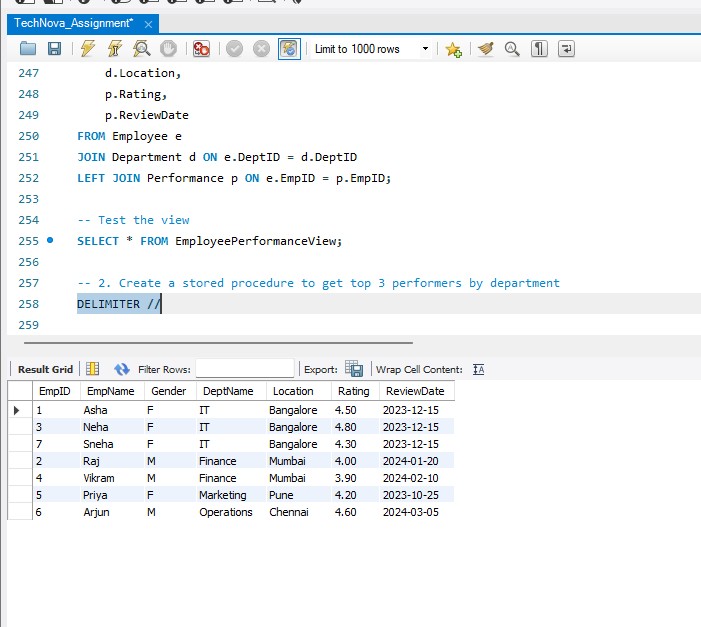 TechNova_Assignment*
Limit to 1000 rows
247 d.Location,
248 p.Rating,
249 p.ReviewDate
250 FROM Employee e
251 JOIN Department d ON e.DeptID = d.DeptID
252 LEFT JOIN Performance p ON e.EmpID = p.EmpID;
253
254 -- Test the view
255 SELECT * FROM EmployeePerformanceView;
256
257 -- 2. Create a stored procedure to get top 3 performers by department
258 DELIMITER //
259
Result Grid Filter Rows: Export: Wrap Cell Content: IA
EmpID EmpName Gender DeptName Location Rating ReviewDate
1 Asha F IT Bangalore 4.50 2023-12-15
3 Neha F IT Bangalore 4.80 2023-12-15
7 Sneha F IT Bangalore 4.30 2023-12-15
2 Raj M Finance Mumbai 4.00 2024-01-20
4 Vikram M Finance Mumbai 3.90 2024-02-10
5 Priya F Marketing Pune 4.20 2023-10-25
6 Arjun M Operations Chennai 4.60 2024-03-05